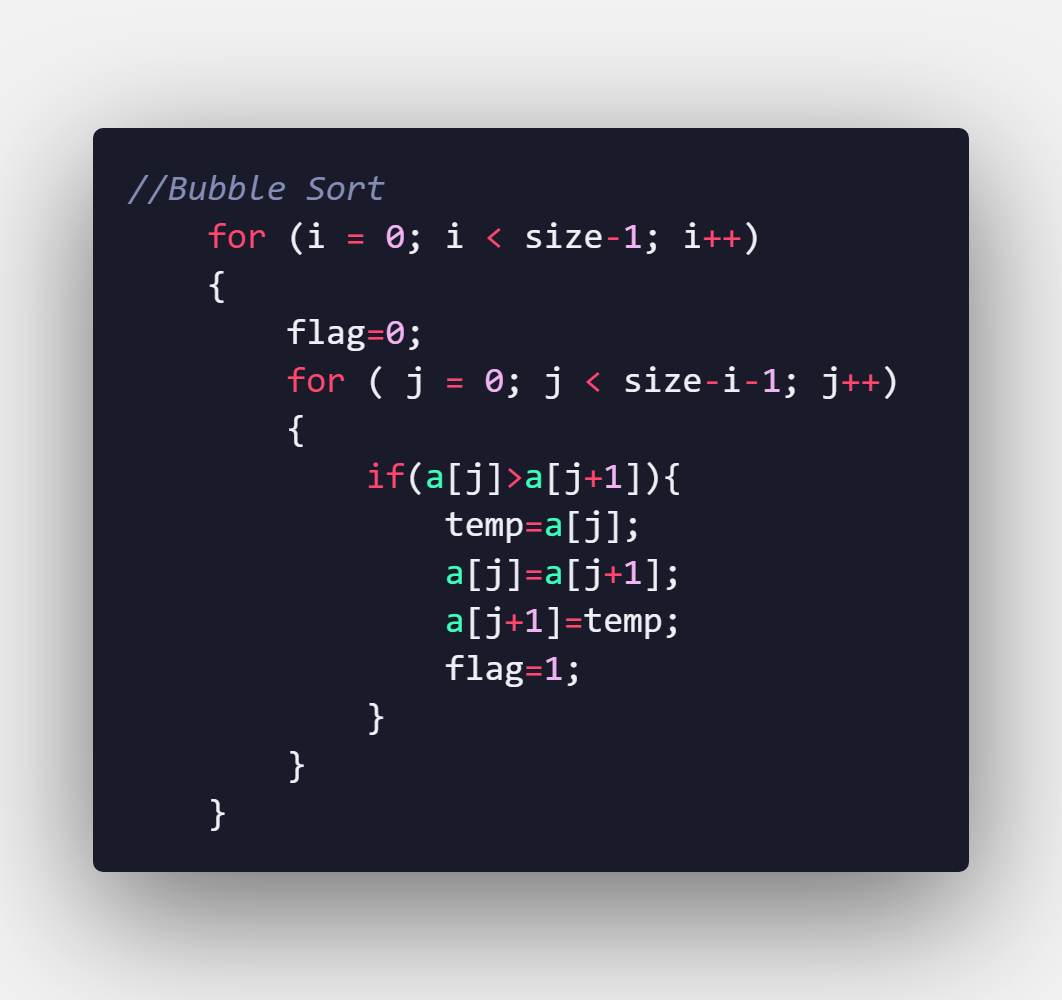 //Bubble Sort
    for (i = 0; i < size-1; i++)
    {
        flag=0;
        for ( j = 0; j < size-i-1; j++)
        {
            if(a[j]>a[j+1]){
                temp=a[j];
                a[j]=a[j+1];
                a[j+1]=temp;
                flag=1;
            }
        }
    }